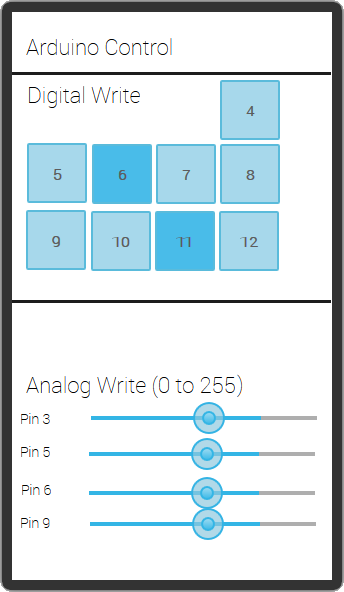 Arduino Control
Digital Write
4
5 6 7 8
9 10 11 12
Analog Write (0 to 255)
Pin 3
Pin 5
Pin 6
Pin 9